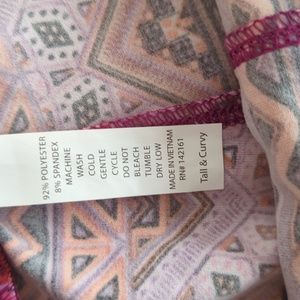 92% POLYESTER
8% SPANDEX
MACHINE
WASH
COLD
GENTLE
CYCLE
DO NOT
BLEACH
TUMBLE
DRY LOW
MADE IN VIETNAM
RN# 142161
Tall & Curvy